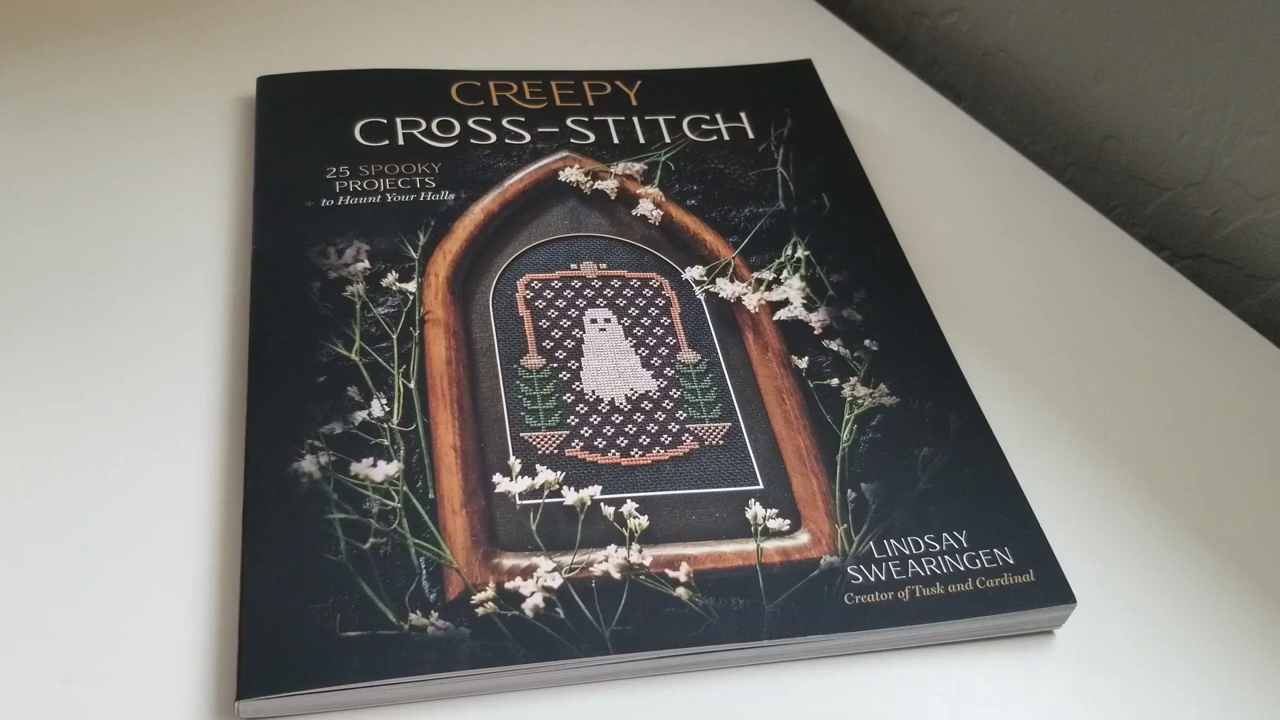 CREEPY
CROSS-STITCH
25 SPOOKY
PROJECTS
to Haunt Your Halls
LINDSAY
SWEARINGEN
Creator of Tusk and Cardinal